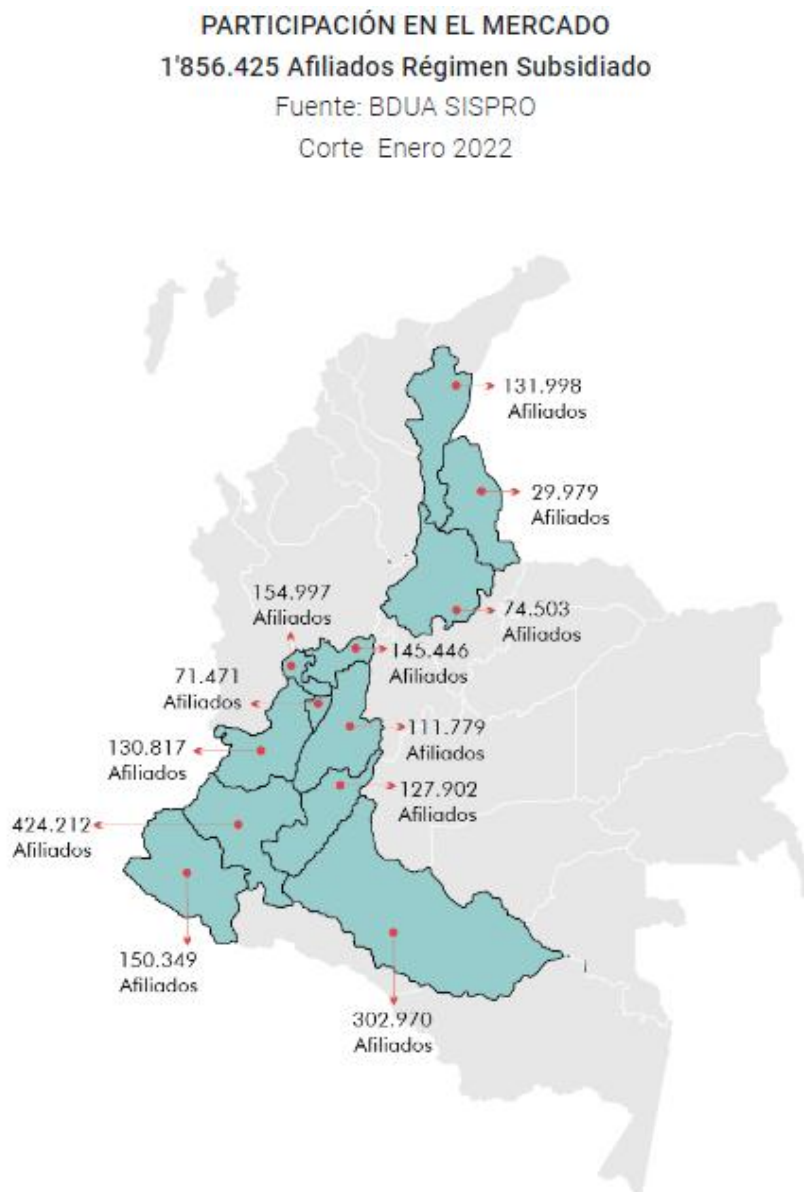 PARTICIPACIÓN EN EL MERCADO
1'856.425 Afiliados Régimen Subsidiado
Fuente: BDUA SISPRO
Corte Enero 2022
131.998
Afiliados
29.979
Afiliados
74.503
Afiliados
154.997
Afiliados
145.446
Afiliados
71.471
Afiliados
111.779
Afiliados
130.817
Afiliados
127.902
Afiliados
424.212
Afiliados
150.349
Afiliados
302.970
Afiliados